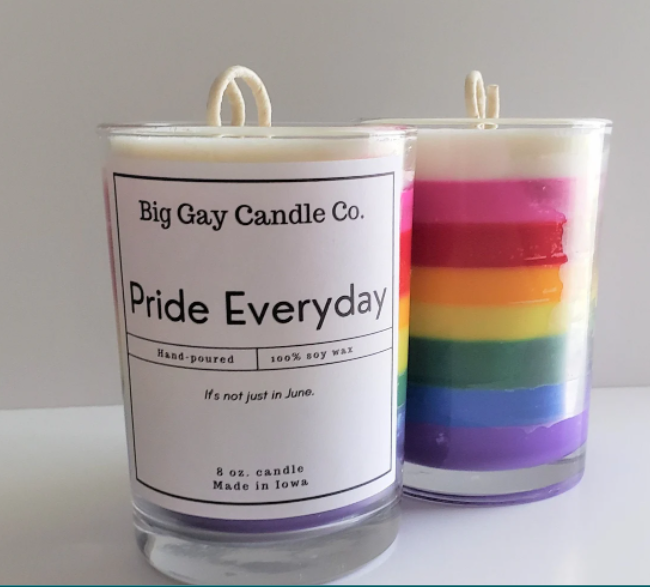 Big Gay Candle Co.
Pride Everyday
Hand-poured 100% soy wax
It's not just in June.
8 oz. candle
Made in Iowa